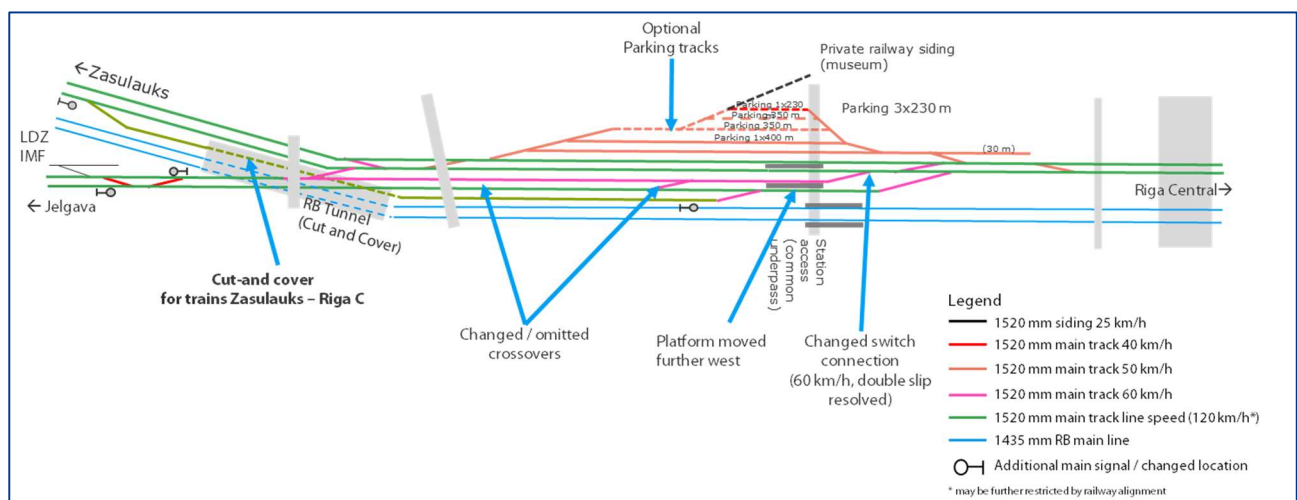 Optional
Parking tracks
Private railway siding
(museum)
←Zasulauks
Parking 1x230
Parking 350 m
Parking 350 m
Parking 1x400 m
Parking 3x230 m
LDZ
IMF
(30 m)
← Jelgava
Riga Central→
RB Tunnel
(Cut and Cover)
Station
access
(common
underpass)
Cut-and cover
for trains Zasulauks – Riga C
Changed / omitted
crossovers
Platform moved
further west
Changed switch
connection
(60 km/h, double slip
resolved)
Legend
1520 mm siding 25 km/h
1520 mm main track 40 km/h
1520 mm main track 50 km/h
1520 mm main track 60 km/h
1520 mm main track line speed (120 km/h*)
1435 mm RB main line
Additional main signal / changed location
* may be further restricted by railway alignment